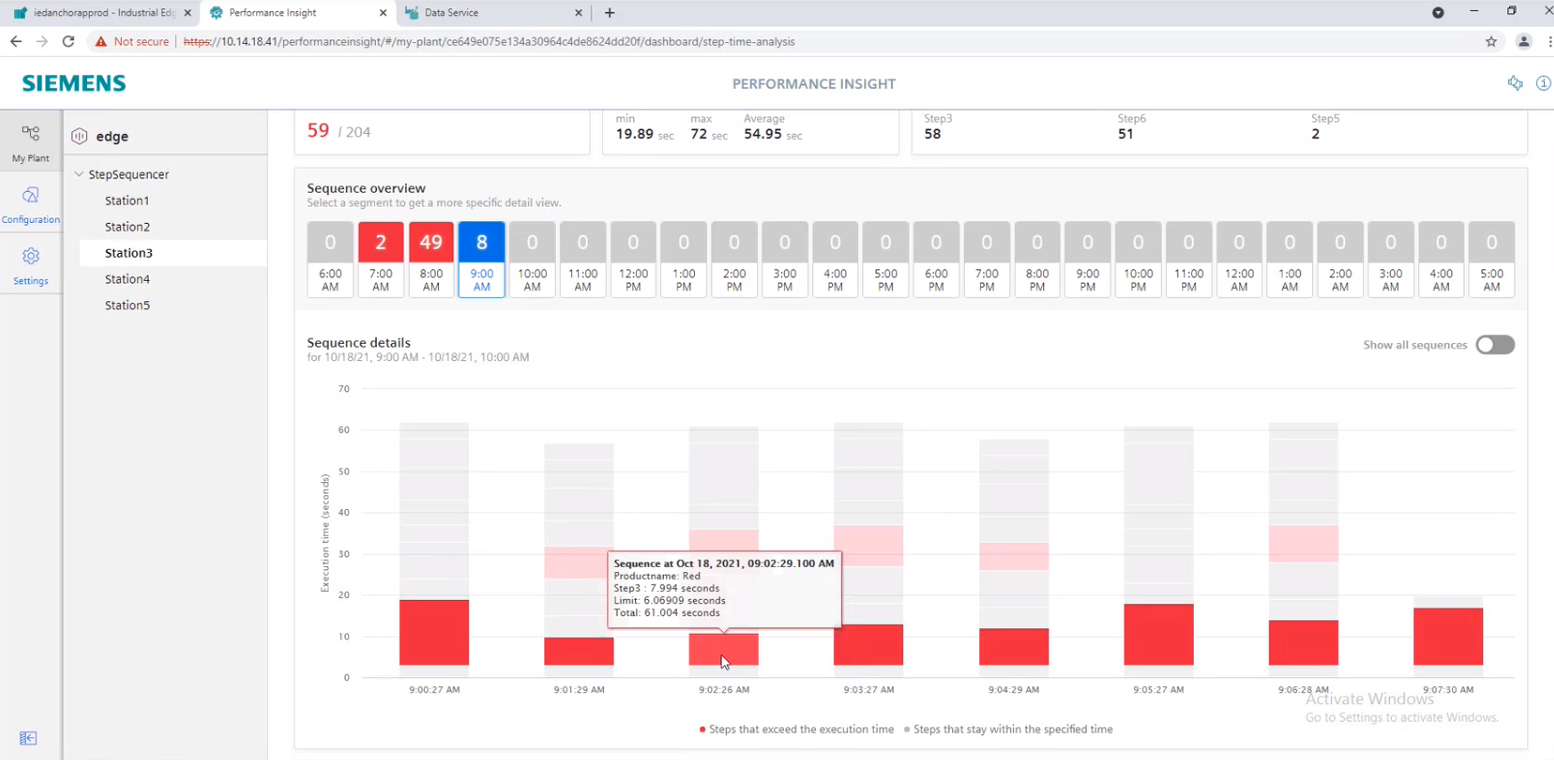 iedanchorapprod - Industrial Edg
Performance Insight
Data Service
Not secure | https://10.14.18.41/performanceinsight/#/my-plant/ce649e075e134a30964c4de8624dd20f/dashboard/step-time-analysis
SIEMENS
PERFORMANCE INSIGHT
My Plant
Configuration
Settings
edge
StepSequencer
Station1
Station2
Station3
Station4
Station5
59 / 204
min max Average
19.89 sec 72 sec 54.95 sec
Step3 Step6 Step5
58 51 2
Sequence overview
Select a segment to get a more specific detail view.
0 2 49 8 0 0 0 0 0 0 0 0 0 0 0 0 0 0 0 0 0 0 0 0
6:00 7:00 8:00 9:00 10:00 11:00 12:00 1:00 2:00 3:00 4:00 5:00 6:00 7:00 8:00 9:00 10:00 11:00 12:00 1:00 2:00 3:00 4:00 5:00
AM AM AM AM AM AM PM PM PM PM PM PM PM PM PM PM PM PM AM AM AM AM AM AM
Sequence details
for 10/18/21, 9:00 AM - 10/18/21, 10:00 AM
Show all sequences
Execution time (seconds)
70
60
50
40
30
20
10
0
Sequence at Oct 18, 2021, 09:02:29.100 AM
Productname: Red
Step3 : 7.994 seconds
Limit: 6.06909 seconds
Total: 61.004 seconds
9:00:27 AM 9:01:29 AM 9:02:26 AM 9:03:27 AM 9:04:29 AM 9:05:27 AM 9:06:28 AM 9:07:30 AM
Activate Windows
Go to Settings to activate Windows.
Steps that exceed the execution time Steps that stay within the specified time